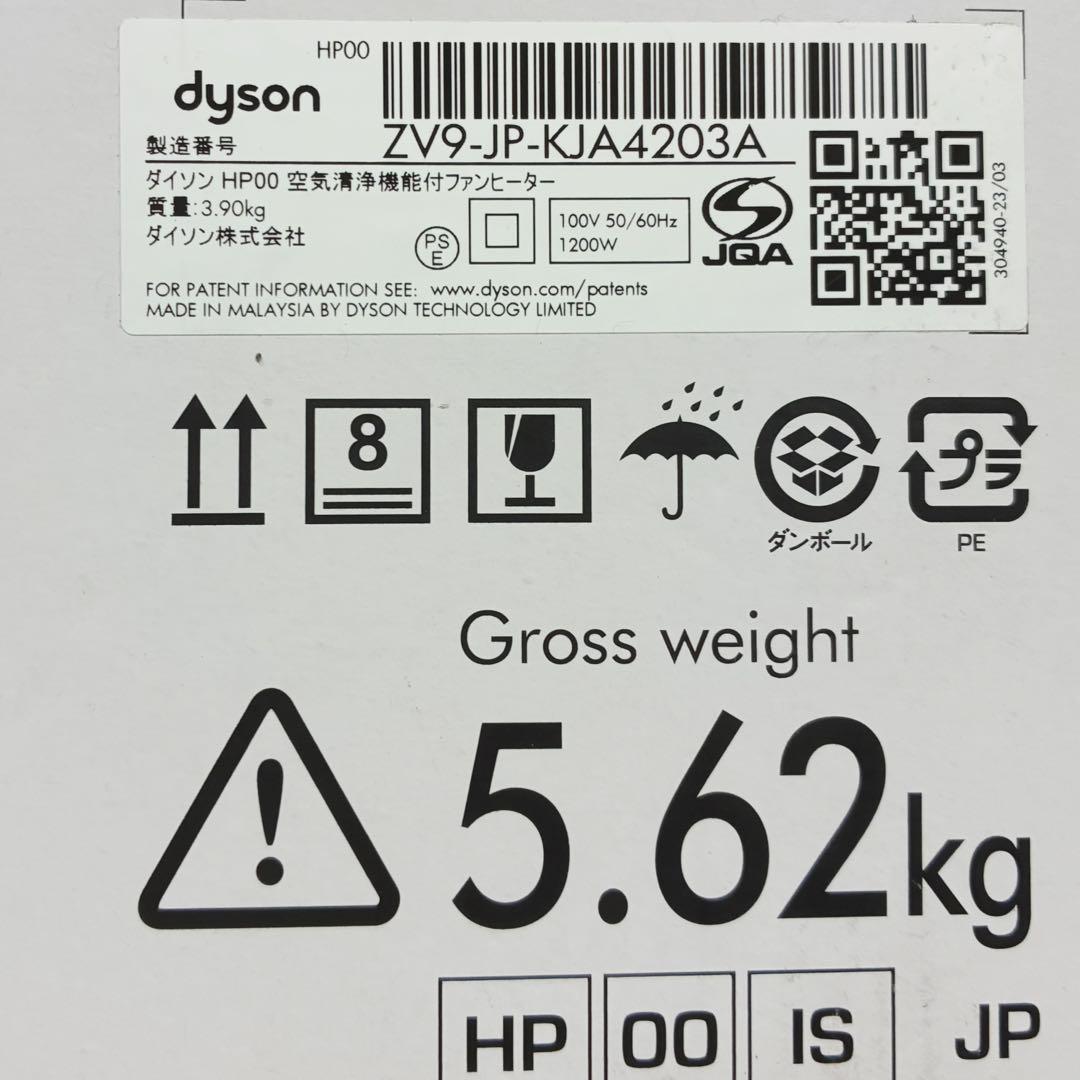 HP00
dyson
製造番号
ZV9-JP-KJA4203A
ダイソン HP00 空気清浄機能付ファンヒーター
質量:3.90kg
ダイソン株式会社
PS
E
100V 50/60Hz
1200W
JQA
304940-23/03
FOR PATENT INFORMATION SEE: www.dyson.com/patents
MADE IN MALAYSIA BY DYSON TECHNOLOGY LIMITED
8
プラ
ダンボール
PE
Gross weight
5.62kg
HP 00 IS JP